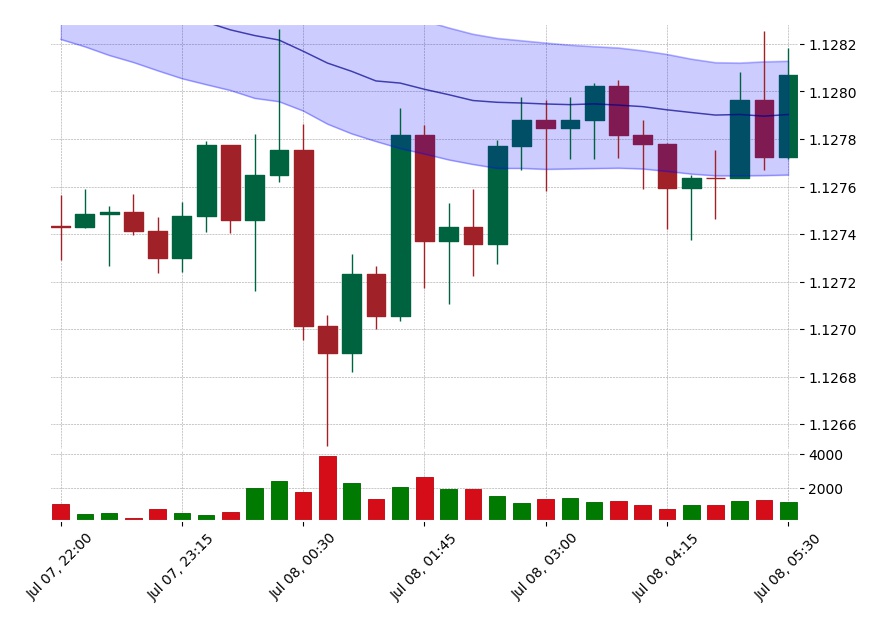 1.1282
1.1280
1.1278
1.1276
1.1274
1.1272
1.1270
1.1268
1.1266
4000
2000
Jul 07, 22:00
Jul 07, 23:15
Jul 08, 00:30
Jul 08, 01:45
Jul 08, 03:00
Jul 08, 04:15
Jul 08, 05:30